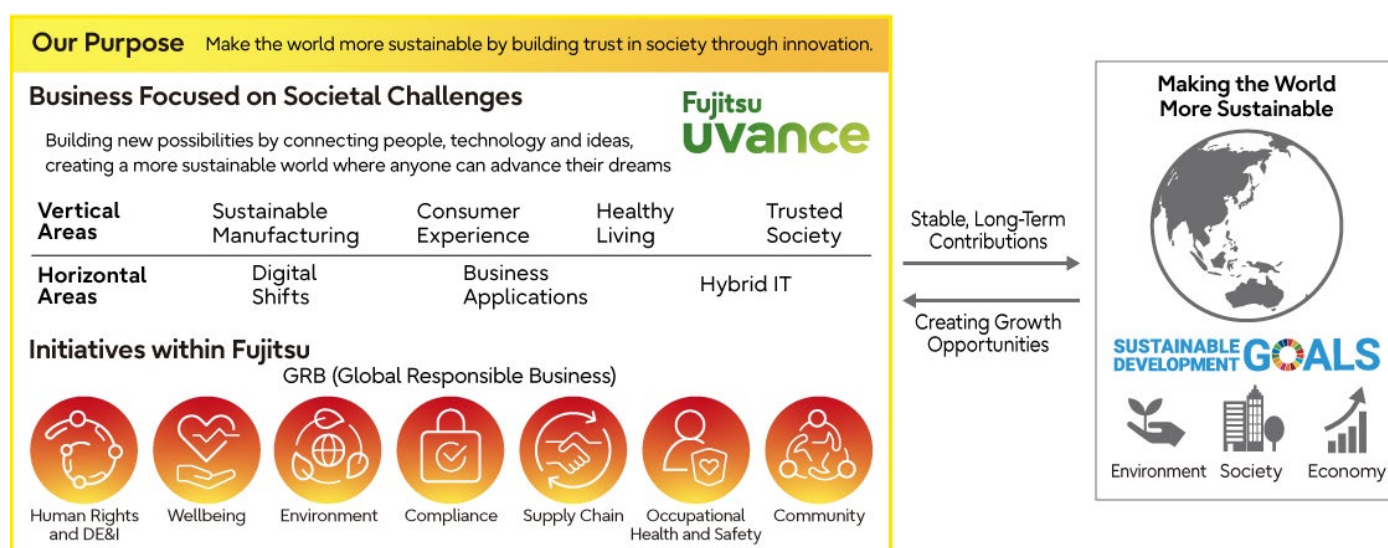 Our Purpose Make the world more sustainable by building trust in society through innovation.
Business Focused on Societal Challenges
Fujitsu
uvance
Building new possibilities by connecting people, technology and ideas,
creating a more sustainable world where anyone can advance their dreams
Vertical
Areas
Sustainable
Manufacturing
Consumer
Experience
Healthy
Living
Trusted
Society
Horizontal
Areas
Digital
Shifts
Business
Applications
Hybrid IT
Initiatives within Fujitsu
GRB (Global Responsible Business)
Human Rights
and DE&I
Wellbeing
Environment
Compliance
Supply Chain
Occupational
Health and Safety
Community
Stable, Long-Term
Contributions
Creating Growth
Opportunities
Making the World
More Sustainable
SUSTAINABLE
DEVELOPMENT
GOALS
Environment
Society
Economy